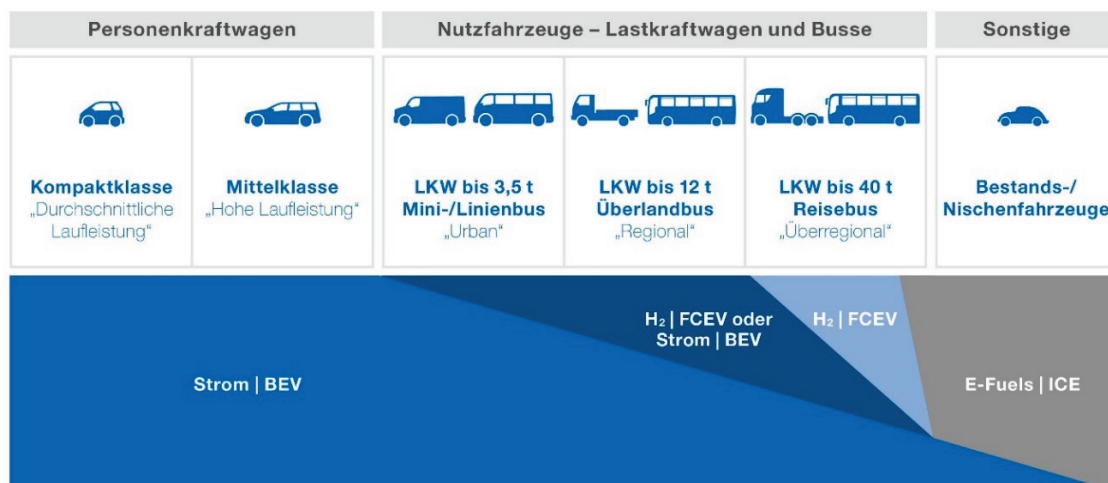 Personenkraftwagen
Nutzfahrzeuge – Lastkraftwagen und Busse
Sonstige
Kompaktklasse
„Durchschnittliche
Laufleistung“
Mittelklasse
„Hohe Laufleistung“
LKW bis 3,5 t
Mini-/Linienbus
„Urban“
LKW bis 12 t
Überlandbus
„Regional“
LKW bis 40 t
Reisebus
„Überregional“
Bestands-/
Nischenfahrzeuge
H₂ | FCEV oder
Strom | BEV
H₂ | FCEV
Strom | BEV
E-Fuels | ICE